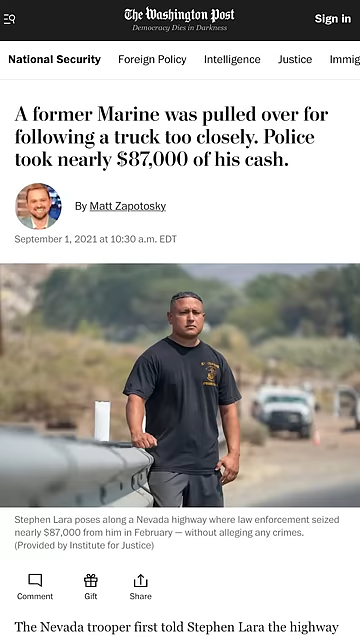 The Washington Post
Democracy Dies in Darkness
Sign in
National Security Foreign Policy Intelligence Justice Immig
A former Marine was pulled over for
following a truck too closely. Police
took nearly $87,000 of his cash.
By Matt Zapotosky
September 1, 2021 at 10:30 a.m. EDT
Stephen Lara poses along a Nevada highway where law enforcement seized
nearly $87,000 from him in February — without alleging any crimes.
(Provided by Institute for Justice)
Comment Gift Share
The Nevada trooper first told Stephen Lara the highway